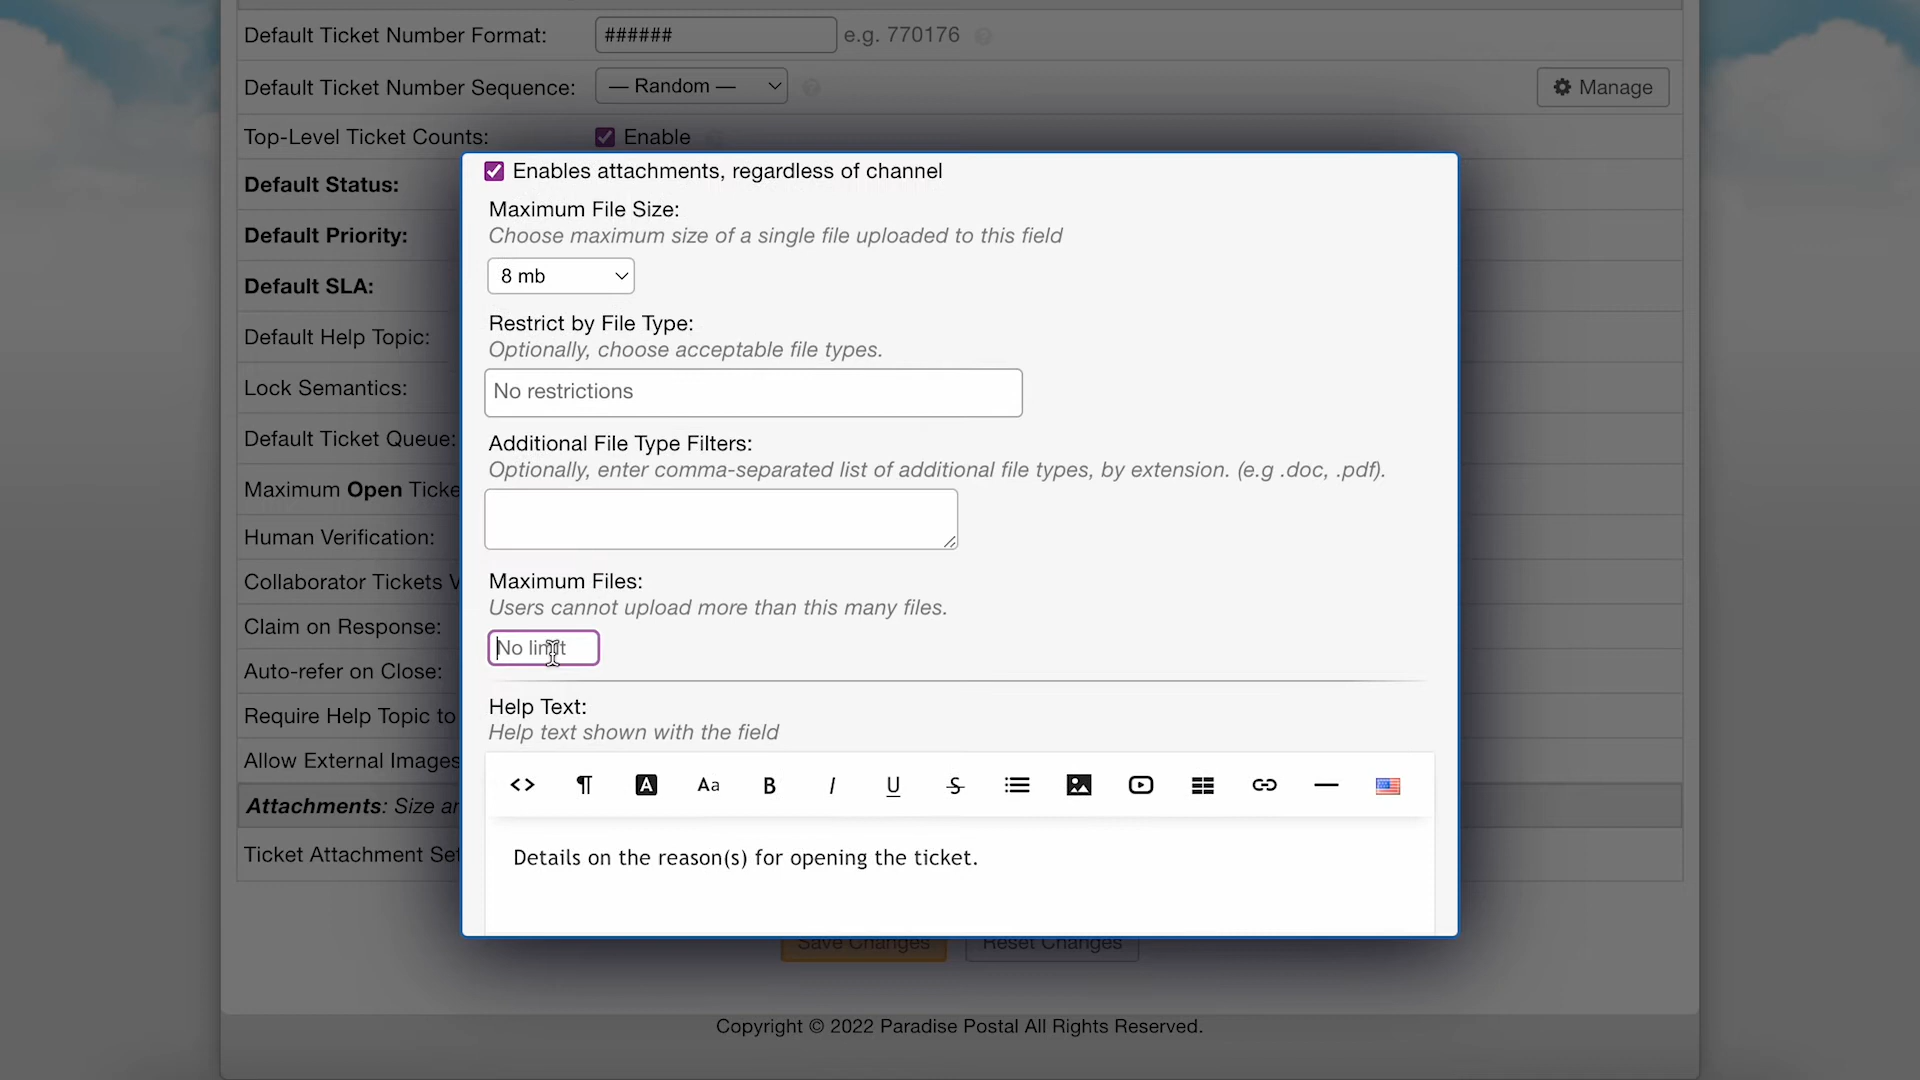 Default Ticket Number Format: ###### e.g. 770176
Default Ticket Number Sequence: — Random — Manage
Top-Level Ticket Counts: Enable
Default Status:
Default Priority:
Default SLA:
Default Help Topic:
Lock Semantics:
Default Ticket Queue:
Maximum Open Ticke
Human Verification:
Collaborator Tickets V
Claim on Response:
Auto-refer on Close:
Require Help Topic to
Allow External Images
Attachments: Size an
Ticket Attachment Set
Enables attachments, regardless of channel
Maximum File Size:
Choose maximum size of a single file uploaded to this field
8 mb
Restrict by File Type:
Optionally, choose acceptable file types.
No restrictions
Additional File Type Filters:
Optionally, enter comma-separated list of additional file types, by extension. (e.g .doc, .pdf).
Maximum Files:
Users cannot upload more than this many files.
No limit
Help Text:
Help text shown with the field
<> ¶ A Aa B I U S
Details on the reason(s) for opening the ticket.
Save Changes Reset Changes
Copyright © 2022 Paradise Postal All Rights Reserved.